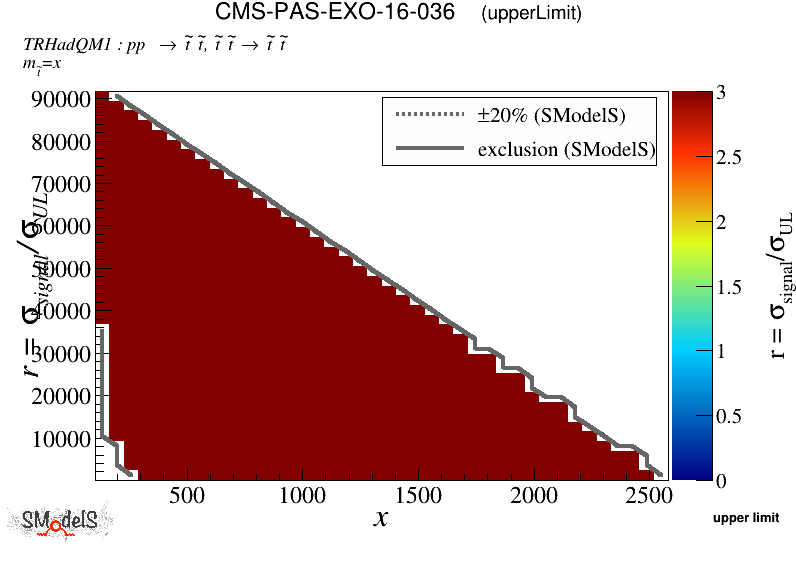 CMS-PAS-EXO-16-036 (upperLimit)
TRHadQM1 : pp → t̃ t̃, t̃ t̃ → t̃ t̃
m_t̃=x
±20% (SModelS)
exclusion (SModelS)
90000
80000
70000
60000
50000
40000
30000
20000
10000
r = σ_signal/σ_UL
500
1000
1500
2000
2500
x
3
2.5
2
1.5
1
0.5
0
r = σ_signal/σ_UL
SModelS
upper limit